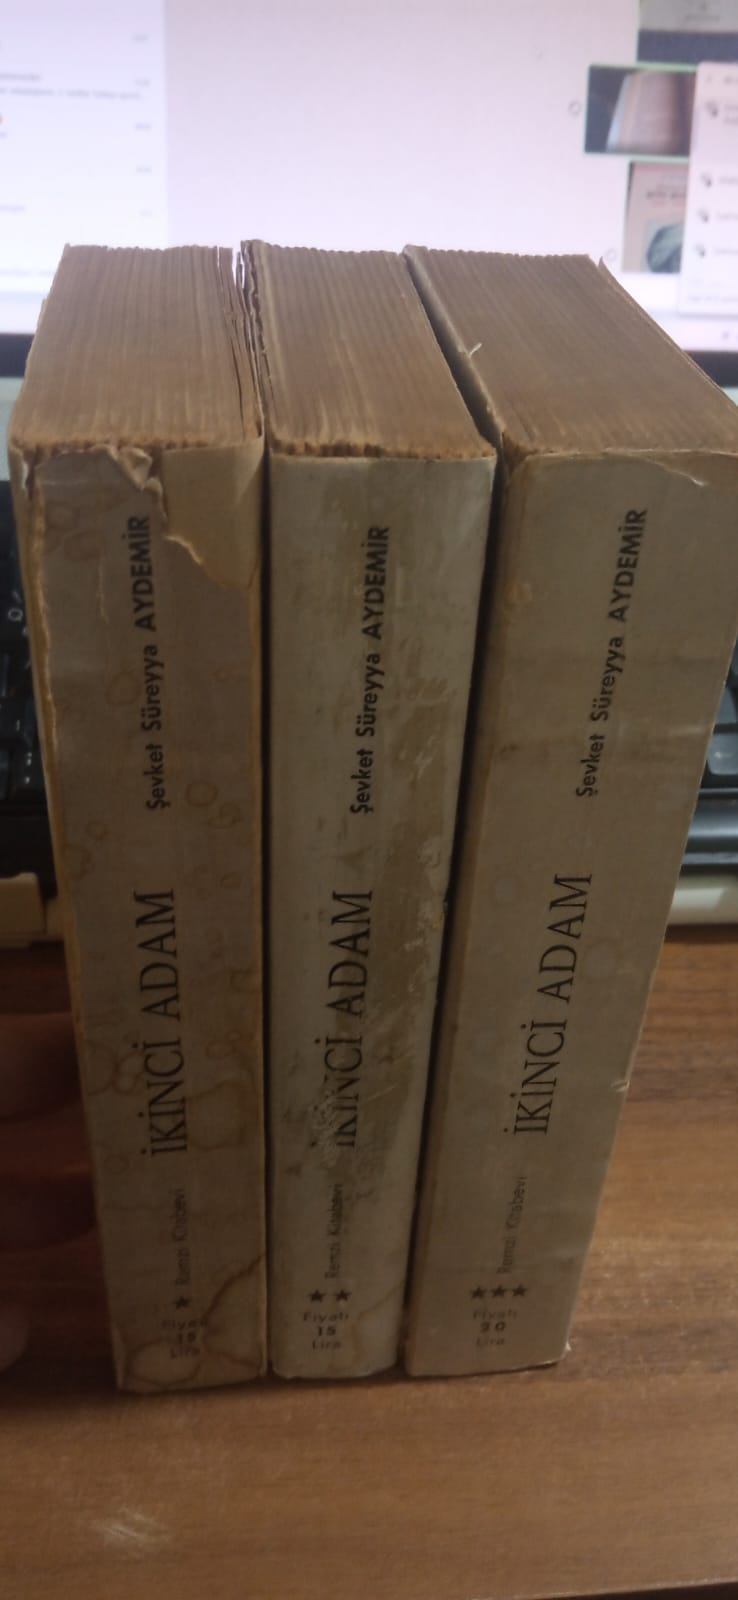 Şevket Süreyya AYDEMİR
İKİNCİ ADAM
Remzi Kitabevi
★
Fiyatı
Lira
Şevket Süreyya AYDEMİR
İKİNCİ ADAM
Remzi Kitabevi
★ ★
Fiyatı
15
Lira
Şevket Süreyya AYDEMİR
İKİNCİ ADAM
Remzi Kitabevi
★★★
Fiyatı
20
Lira